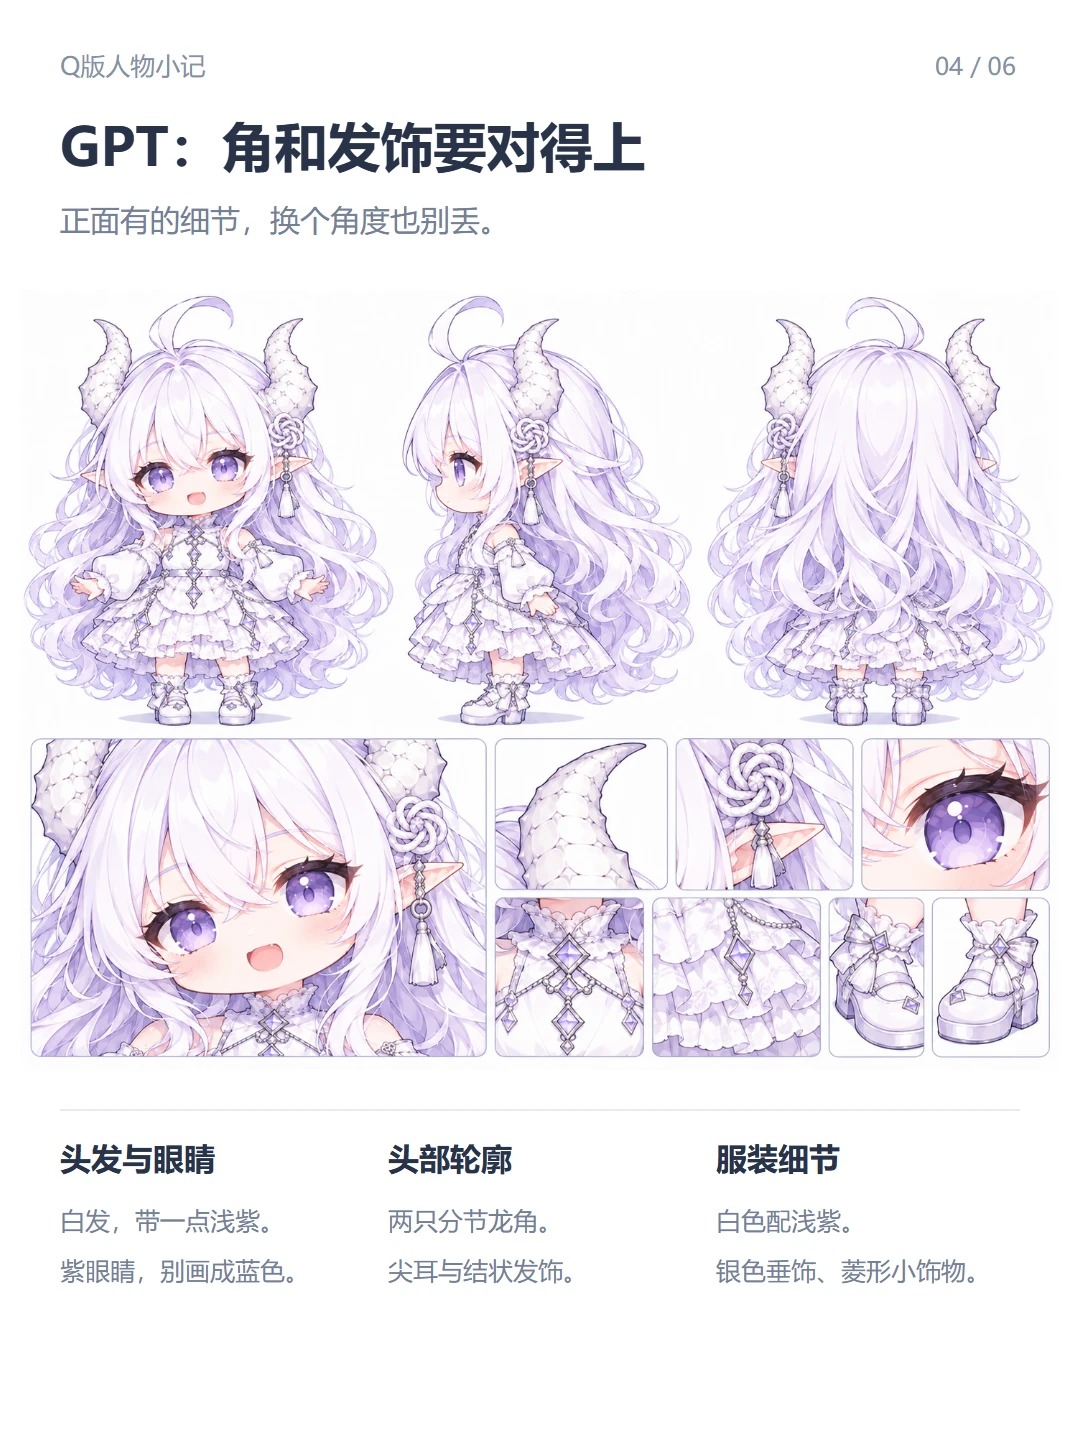 Q版人物小记
04 / 06
GPT：角和发饰要对得上
正面有的细节，换个角度也别丢。
头发与眼睛
白发，带一点浅紫。
紫眼睛，别画成蓝色。
头部轮廓
两只分节龙角。
尖耳与结状发饰。
服装细节
白色配浅紫。
银色垂饰、菱形小饰物。